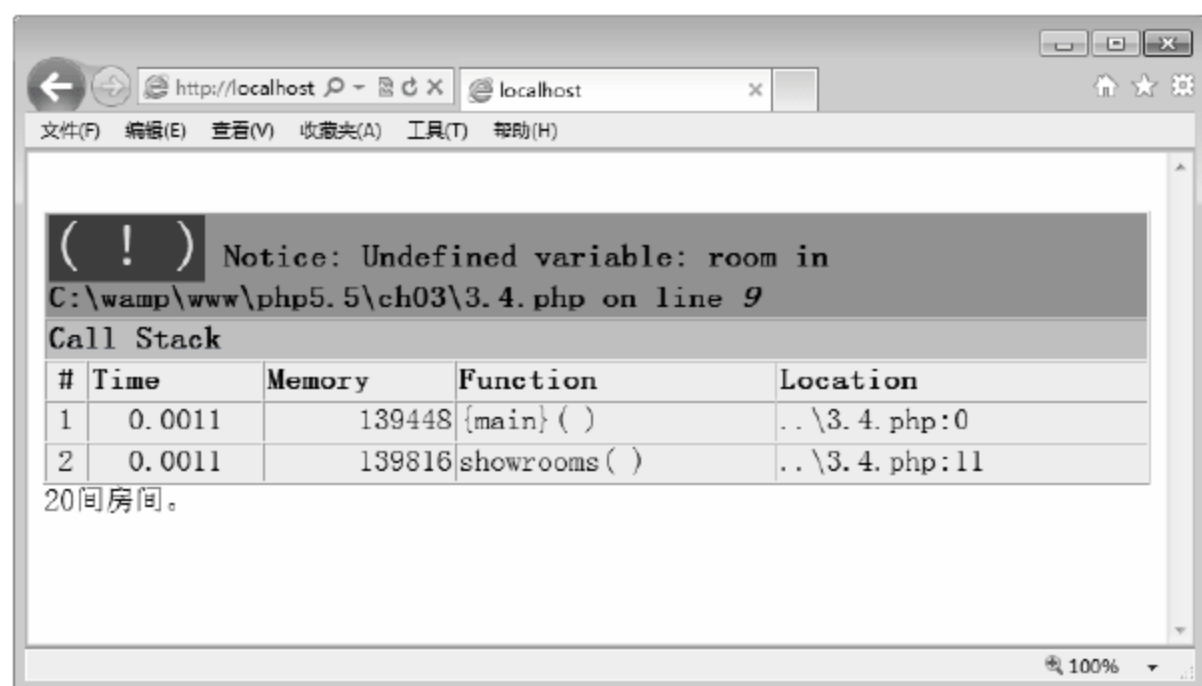 http://localhost
localhost
文件(F) 编辑(E) 查看(V) 收藏夹(A) 工具(T) 帮助(H)
( ! ) Notice: Undefined variable: room in
C:\wamp\www\php5.5\ch03\3.4.php on line 9
Call Stack
# Time Memory Function Location
1 0.0011 139448 {main}( ) ..\3.4.php:0
2 0.0011 139816 showrooms( ) ..\3.4.php:11
20间房间。
100%